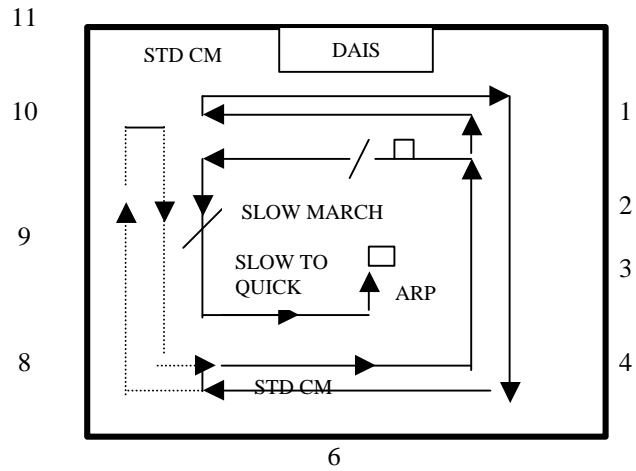 11
STD CM
DAIS
10
1
SLOW MARCH
2
9
SLOW TO
QUICK
3
ARP
8
4
STD CM
6